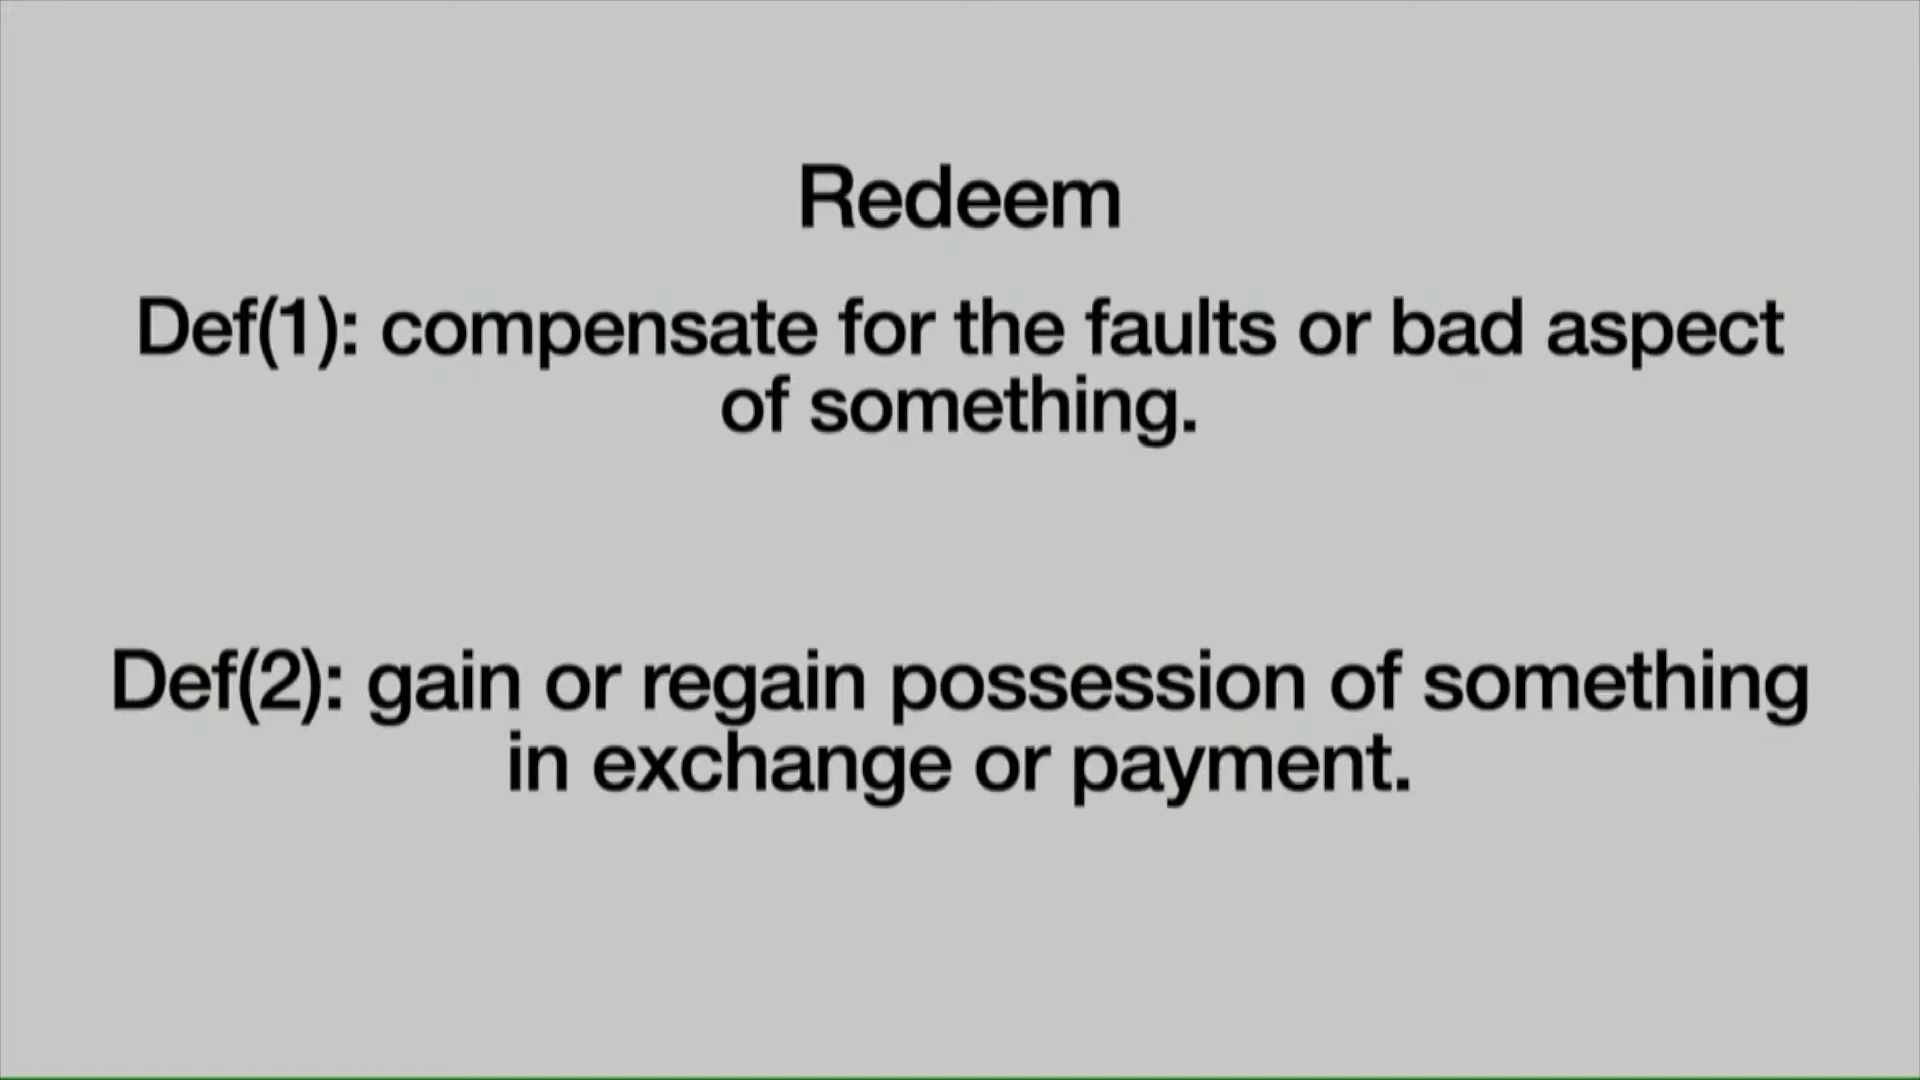 Redeem
Def(1): compensate for the faults or bad aspect
of something.
Def(2): gain or regain possession of something
in exchange or payment.